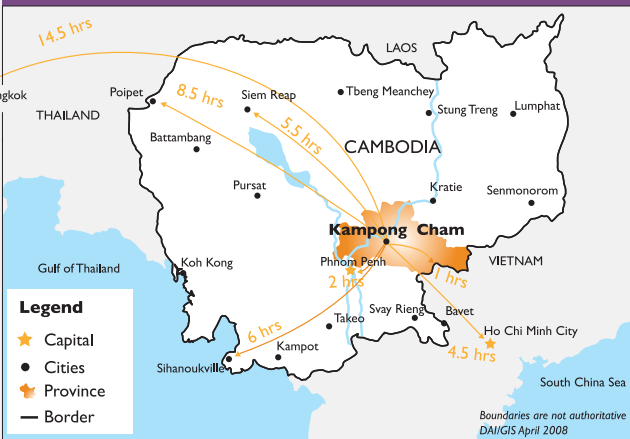 14.5 hrs
LAOS
ngkok
Poipet
8.5 hrs
Siem Reap
Tbeng Meanchey
THAILAND
Stung Treng
Lumphat
5.5 hrs
Battambang
CAMBODIA
Pursat
Kratie
Senmonorom
Kampong Cham
Phhom Penh
VIETNAM
Gulf of Thailand
Koh Kong
2 hrs
1 hrs
Legend
Capital
Cities
Province
Border
6 hrs
Takeo
Svay Rieng
Bavet
Ho Chi Minh City
4.5 hrs
Kampot
Sihanoukville
South China Sea
Boundaries are not authoritative
DAI/GIS April 2008